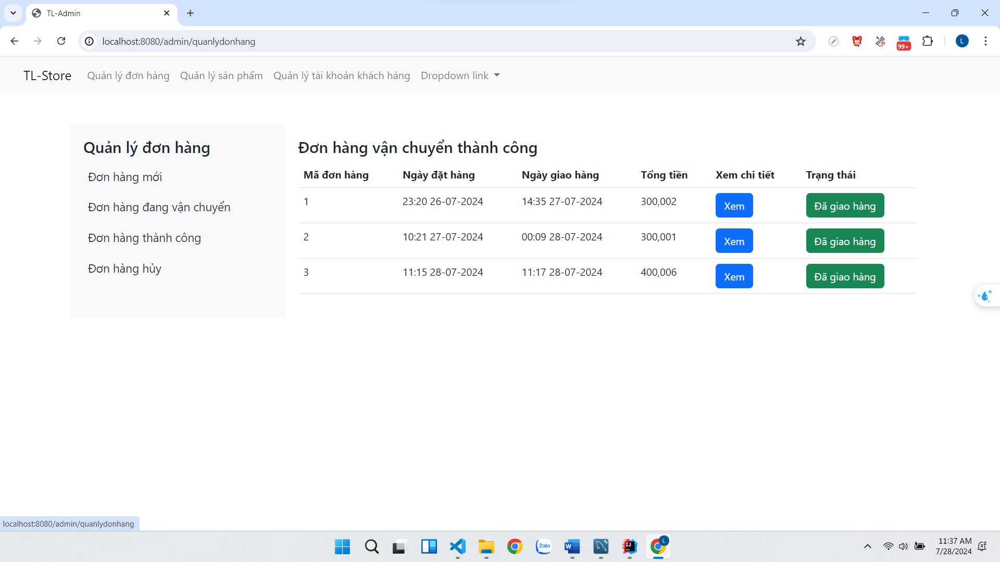 TL-Admin
localhost:8080/admin/quanlydonhang
99+
L
TL-Store Quản lý đơn hàng Quản lý sản phẩm Quản lý tài khoản khách hàng Dropdown link
Quản lý đơn hàng
Đơn hàng mới
Đơn hàng đang vận chuyển
Đơn hàng thành công
Đơn hàng hủy
Đơn hàng vận chuyển thành công
Mã đơn hàng Ngày đặt hàng Ngày giao hàng Tổng tiền Xem chi tiết Trạng thái
1 23:20 26-07-2024 14:35 27-07-2024 300,002 Xem Đã giao hàng
2 10:21 27-07-2024 00:09 28-07-2024 300,001 Xem Đã giao hàng
3 11:15 28-07-2024 11:17 28-07-2024 400,006 Xem Đã giao hàng
localhost:8080/admin/quanlydonhang
Zalo
W
IJ
L
11:37 AM
7/28/2024